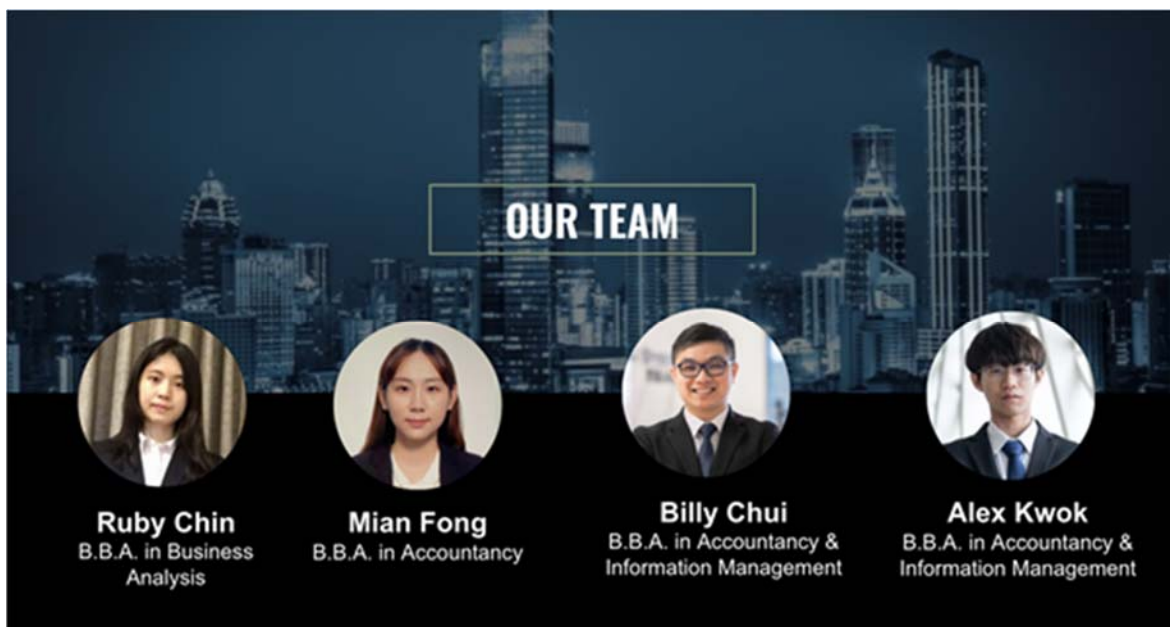 OUR TEAM
Ruby Chin
B.B.A. in Business
Analysis
Mian Fong
B.B.A. in Accountancy
Billy Chui
B.B.A. in Accountancy &
Information Management
Alex Kwok
B.B.A. in Accountancy &
Information Management